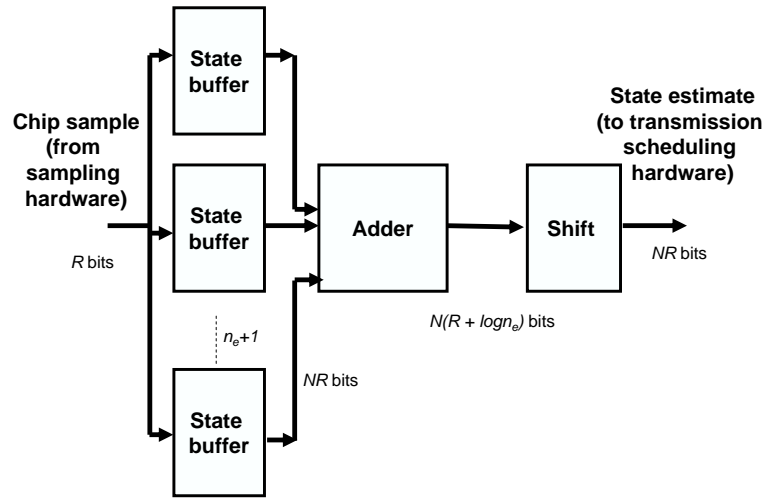 State
buffer
Chip sample
(from
sampling
hardware)
R bits
State
buffer
n_e+1
State
buffer
NR bits
Adder
N(R + logn_e) bits
Shift
State estimate
(to transmission
scheduling
hardware)
NR bits